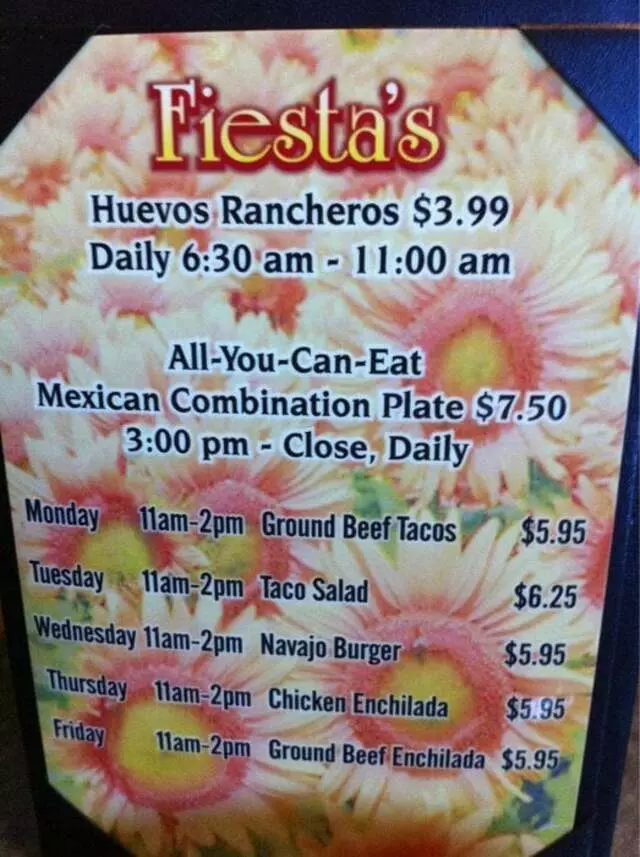 Fiesta's
Huevos Rancheros $3.99
Daily 6:30 am - 11:00 am
All-You-Can-Eat
Mexican Combination Plate $7.50
3:00 pm - Close, Daily
Monday 11am-2pm Ground Beef Tacos $5.95
Tuesday 11am-2pm Taco Salad $6.25
Wednesday 11am-2pm Navajo Burger $5.95
Thursday 11am-2pm Chicken Enchilada $5.95
Friday 11am-2pm Ground Beef Enchilada $5.95